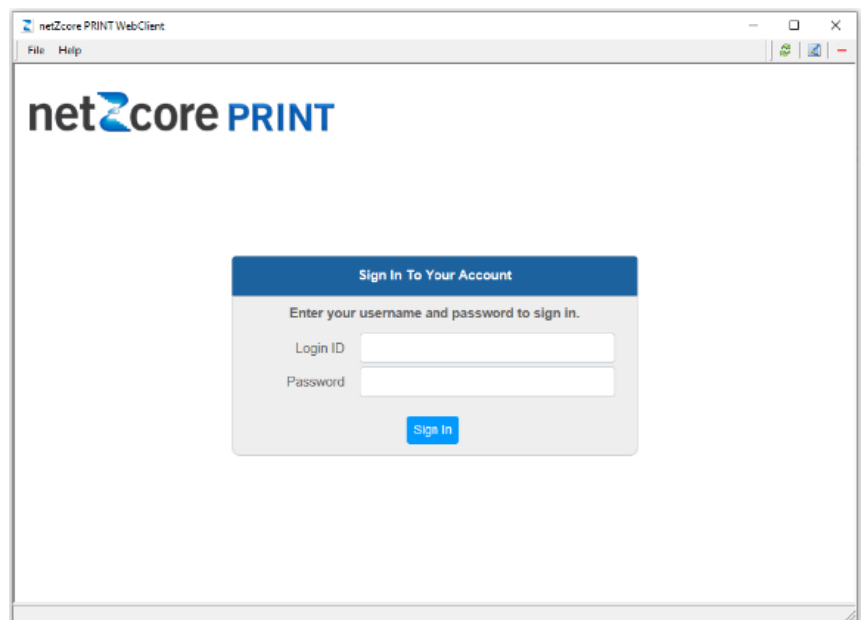 netZcore PRINT WebClient
File Help
netZcore PRINT
Sign In To Your Account
Enter your username and password to sign in.
Login ID
Password
Sign In